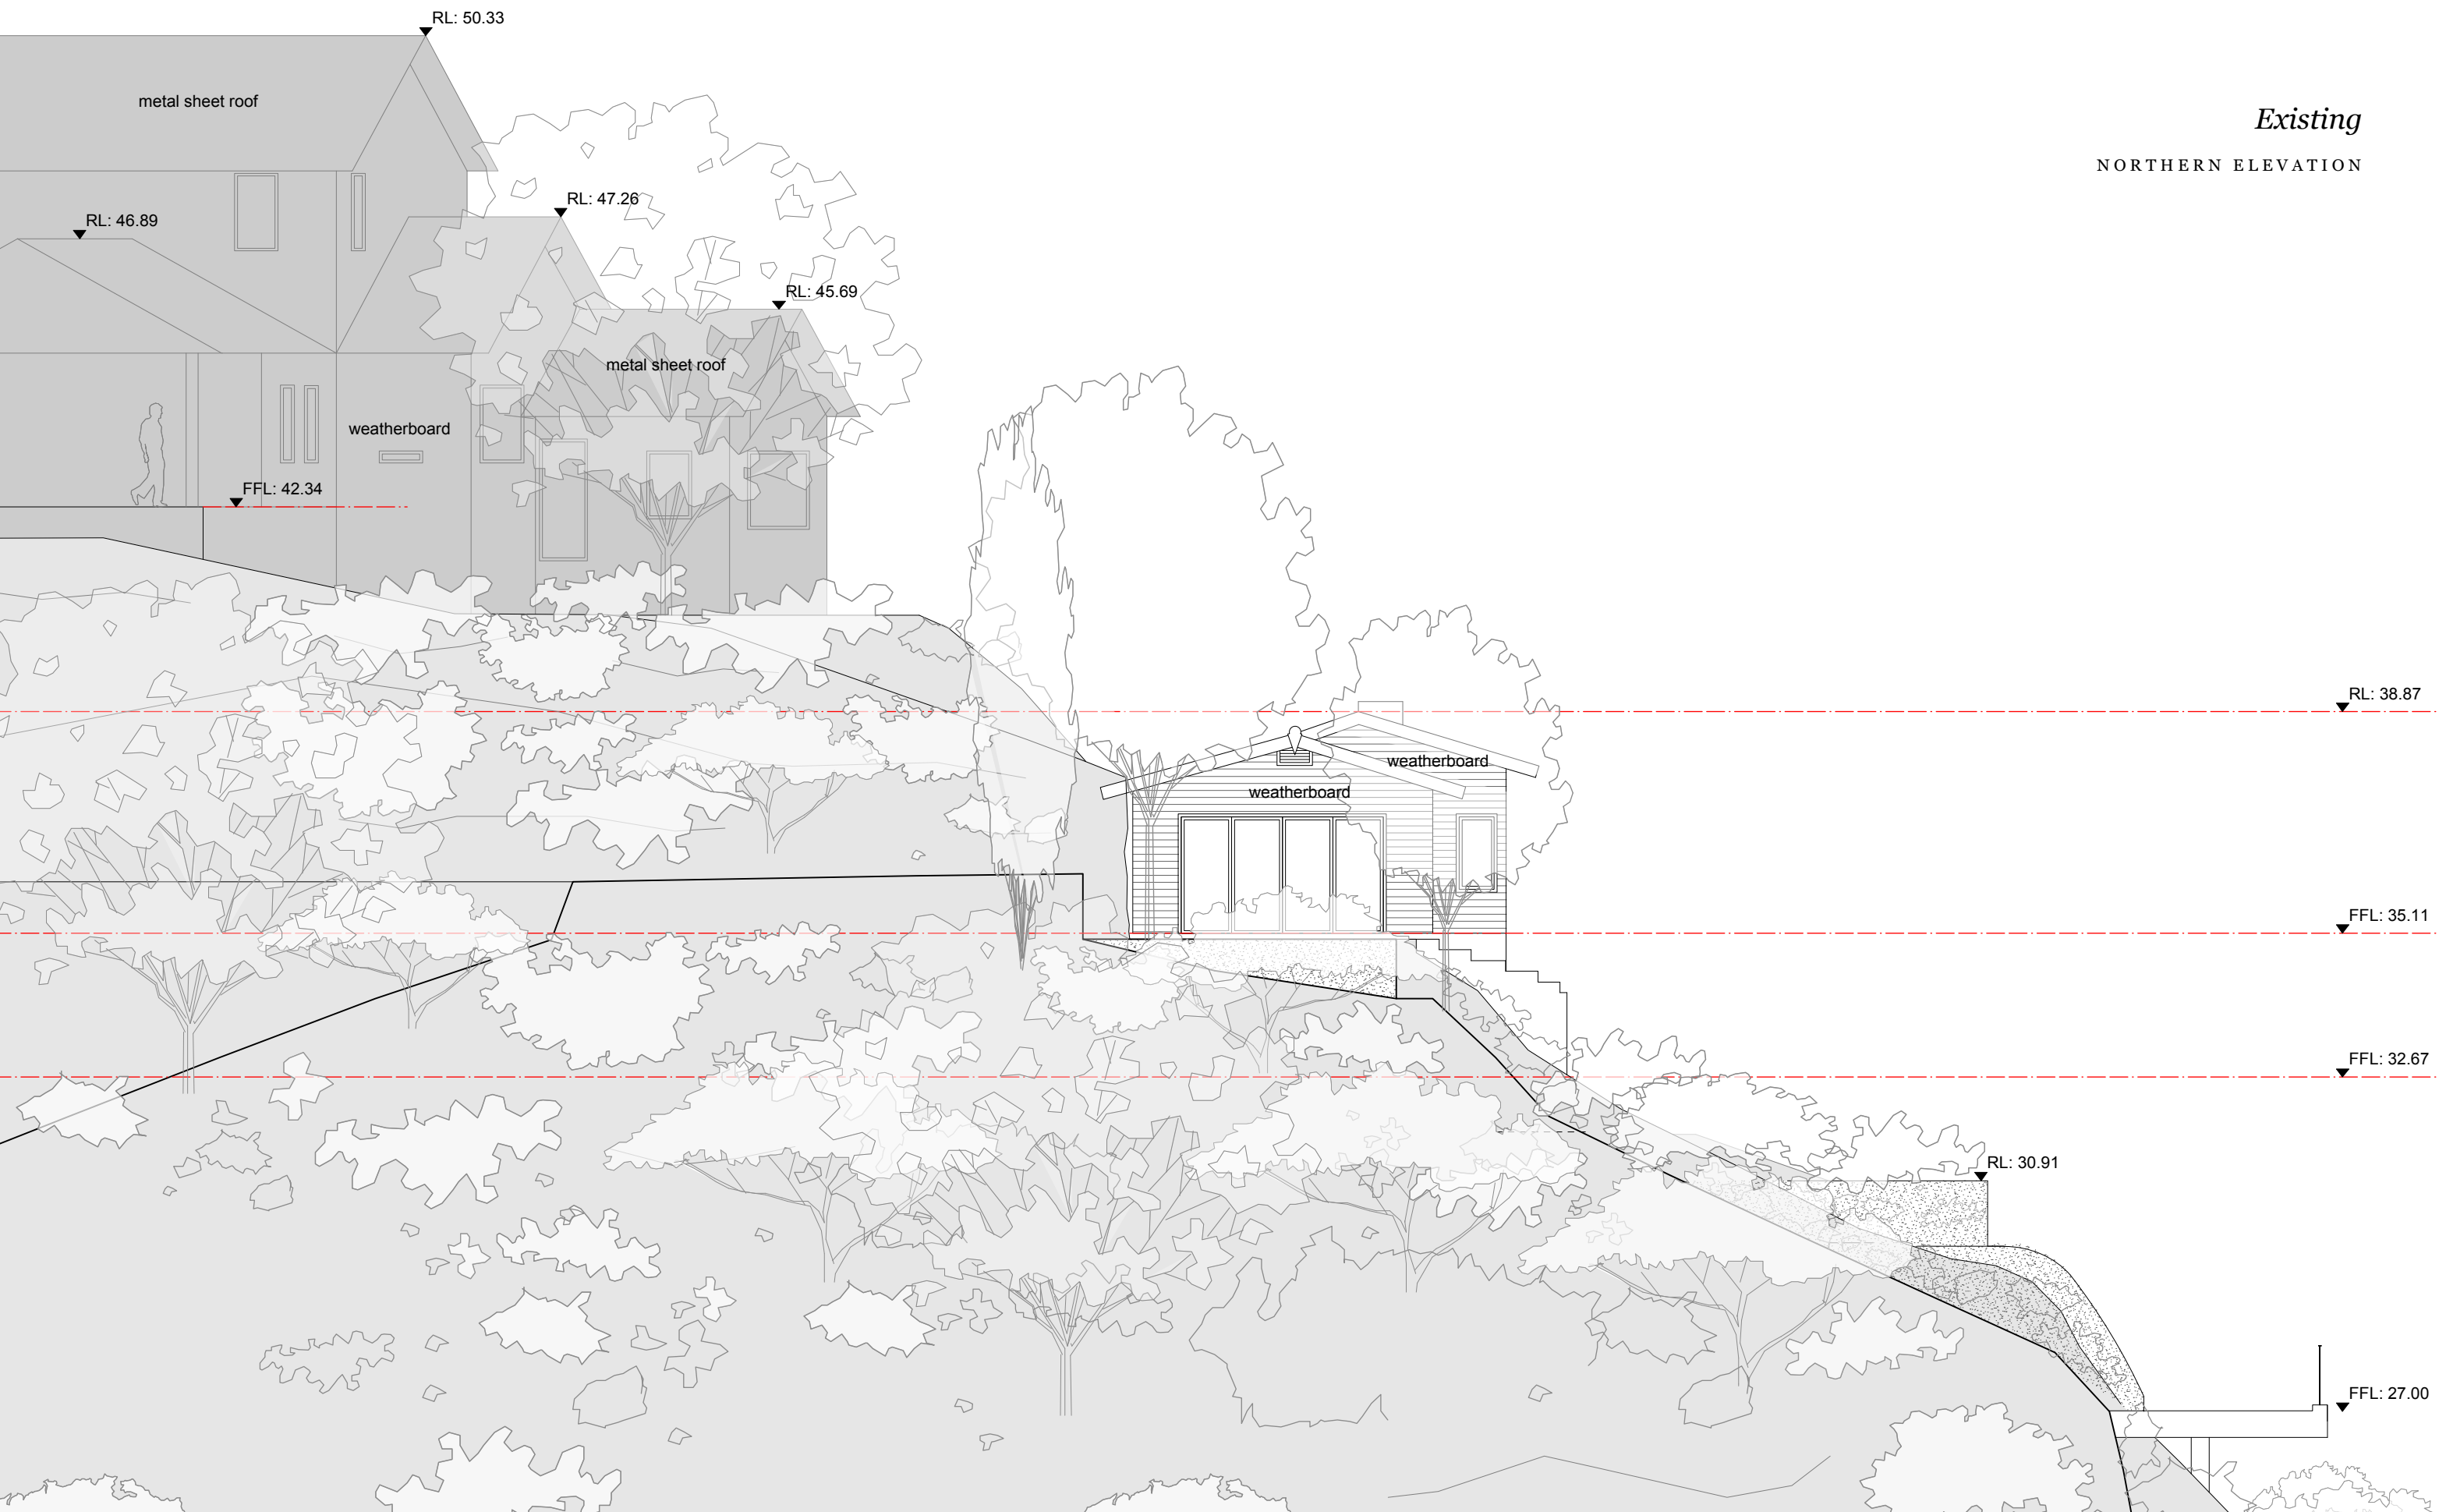 RL: 50.33
metal sheet roof
Existing
NORTHERN ELEVATION
RL: 47.26
RL: 46.89
RL: 45.69
metal sheet roof
weatherboard
FFL: 42.34
RL: 38.87
weatherboard
weatherboard
FFL: 35.11
FFL: 32.67
RL: 30.91
FFL: 27.00